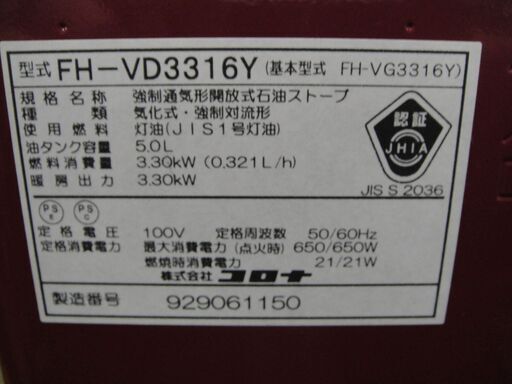 型式 FH-VD3316Y (基本型式 FH-VG3316Y)
規格名称 強制通気形開放式石油ストーブ
種類 気化式・強制対流形
使用燃料 灯油(JIS1号灯油)
油タンク容量 5.0L
燃料消費量 3.30kW (0.321L/h)
暖房出力 3.30kW
認証
JHIA
JIS S 2036
PS E PS C
定格電圧 100V 定格周波数 50/60Hz
定格消費電力 最大消費電力 (点火時) 650/650W
燃焼時消費電力 21/21W
株式会社 コロナ
製造番号 929061150